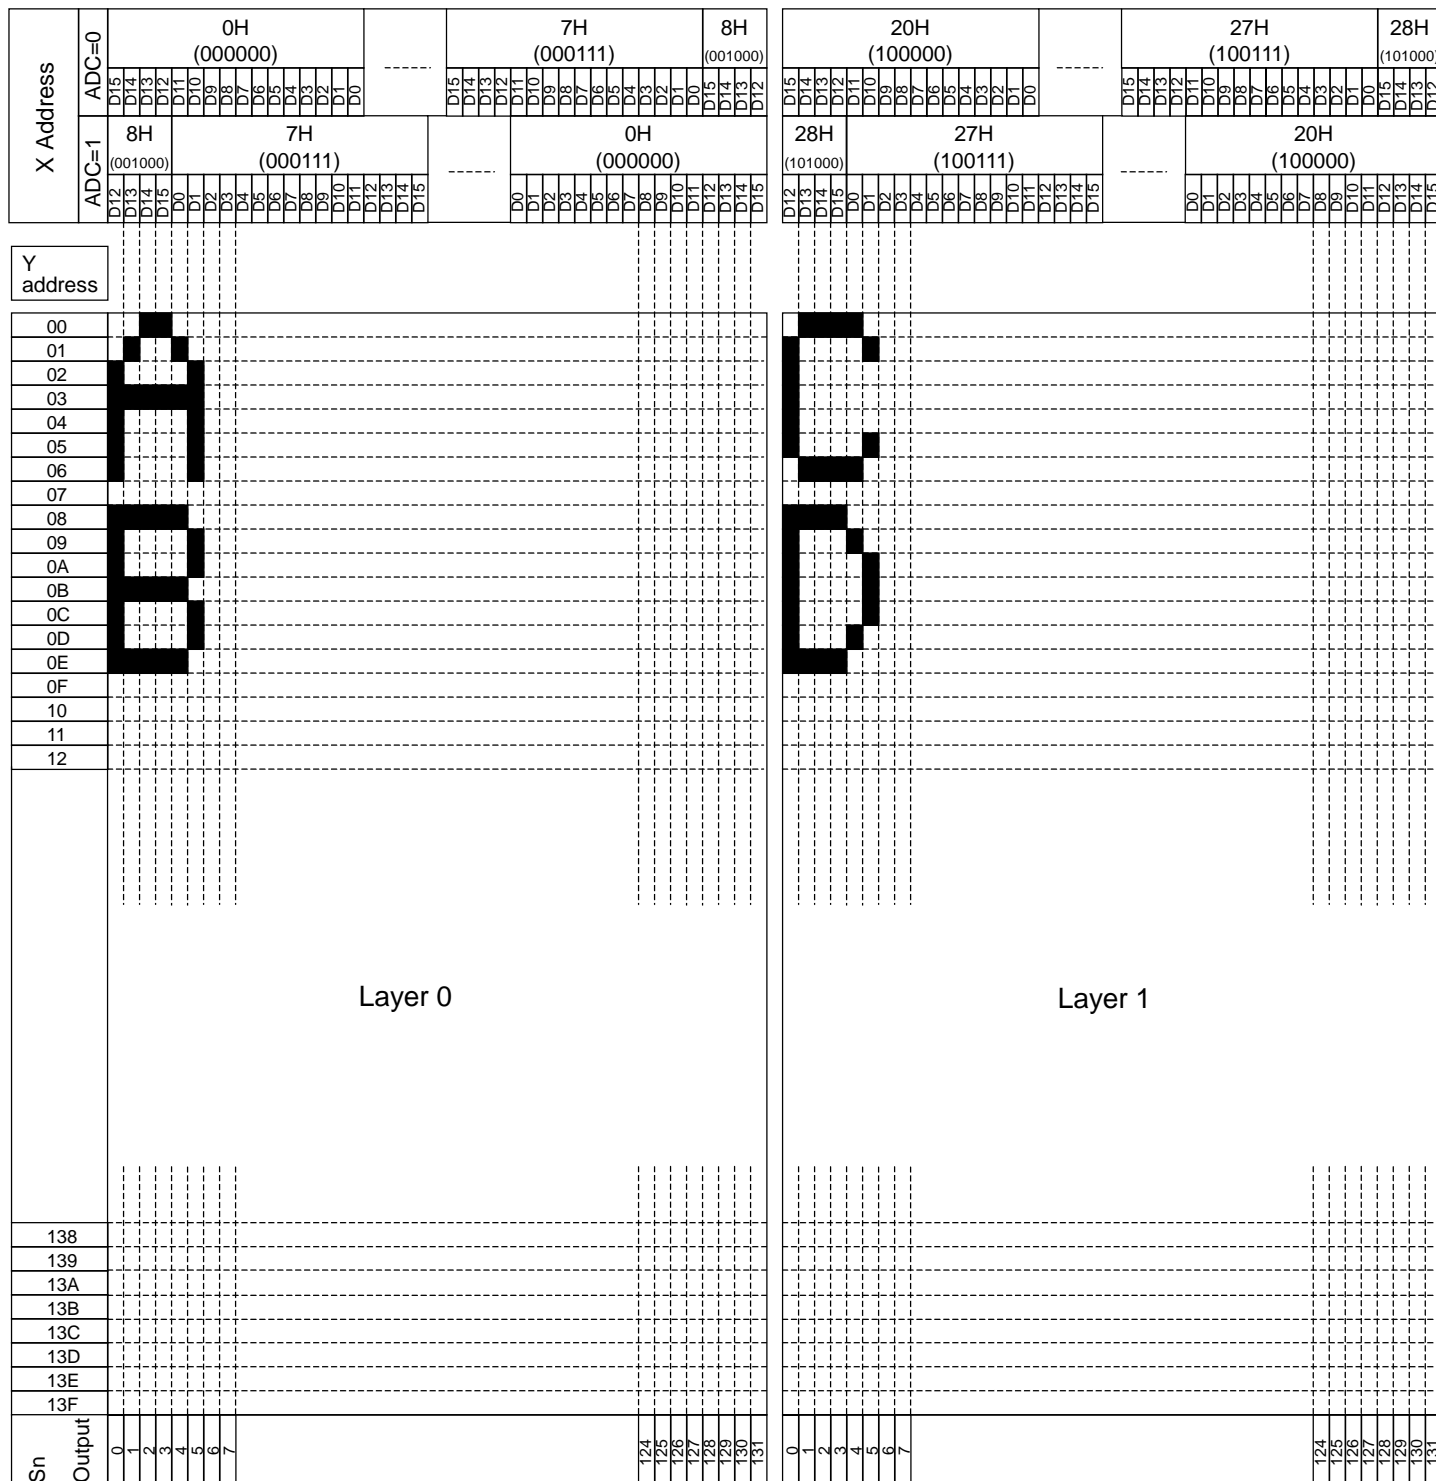 X Address
ADC=0
0H
(000000)
7H
(000111)
8H
(001000)
20H
(100000)
27H
(100111)
28H
(101000)
D15 D14 D13 D12 D11 D10 D9 D8 D7 D6 D5 D4 D3 D2 D1 D0
D15 D14 D13 D12 D11 D10 D9 D8 D7 D6 D5 D4 D3 D2 D1 D0 D15 D14 D13 D12
D15 D14 D13 D12 D11 D10 D9 D8 D7 D6 D5 D4 D3 D2 D1 D0
D15 D14 D13 D12 D11 D10 D9 D8 D7 D6 D5 D4 D3 D2 D1 D0 D15 D14 D13 D12
ADC=1
8H
(001000)
7H
(000111)
0H
(000000)
28H
(101000)
27H
(100111)
20H
(100000)
D12 D13 D14 D15 D0 D1 D2 D3 D4 D5 D6 D7 D8 D9 D10 D11 D12 D13 D14 D15
D0 D1 D2 D3 D4 D5 D6 D7 D8 D9 D10 D11 D12 D13 D14 D15
D12 D13 D14 D15 D0 D1 D2 D3 D4 D5 D6 D7 D8 D9 D10 D11 D12 D13 D14 D15
D0 D1 D2 D3 D4 D5 D6 D7 D8 D9 D10 D11 D12 D13 D14 D15
Y
address
00
01
02
03
04
05
06
07
08
09
0A
0B
0C
0D
0E
0F
10
11
12
Layer 0
Layer 1
138
139
13A
13B
13C
13D
13E
13F
Sn
Output
0 1 2 3 4 5 6 7
124 125 126 127 128 129 130 131
0 1 2 3 4 5 6 7
124 125 126 127 128 129 130 131